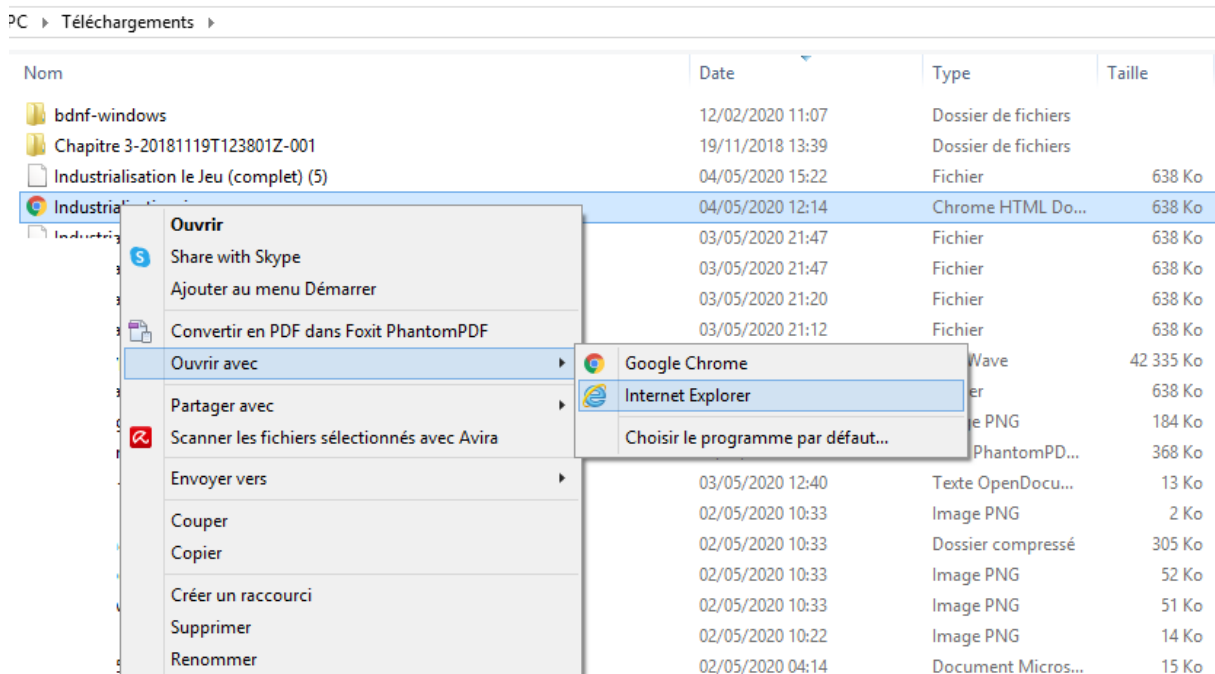 PC ▸ Téléchargements ▸
Nom Date Type Taille
bdnf-windows 12/02/2020 11:07 Dossier de fichiers
Chapitre 3-20181119T123801Z-001 19/11/2018 13:39 Dossier de fichiers
Industrialisation le Jeu (complet) (5) 04/05/2020 15:22 Fichier 638 Ko
04/05/2020 12:14 Chrome HTML Do... 638 Ko
Ouvrir 03/05/2020 21:47 Fichier 638 Ko
Share with Skype 03/05/2020 21:47 Fichier 638 Ko
Ajouter au menu Démarrer 03/05/2020 21:20 Fichier 638 Ko
Convertir en PDF dans Foxit PhantomPDF 03/05/2020 21:12 Fichier 638 Ko
Ouvrir avec Google Chrome Wave 42 335 Ko
Internet Explorer er 638 Ko
Partager avec PNG 184 Ko
Scanner les fichiers sélectionnés avec Avira Choisir le programme par défaut... PhantomPD... 368 Ko
Envoyer vers 03/05/2020 12:40 Texte OpenDocu... 13 Ko
Couper 02/05/2020 10:33 Image PNG 2 Ko
Copier 02/05/2020 10:33 Dossier compressé 305 Ko
02/05/2020 10:33 Image PNG 52 Ko
Créer un raccourci 02/05/2020 10:33 Image PNG 51 Ko
Supprimer 02/05/2020 10:22 Image PNG 14 Ko
Renommer 02/05/2020 04:14 Document Micros... 15 Ko